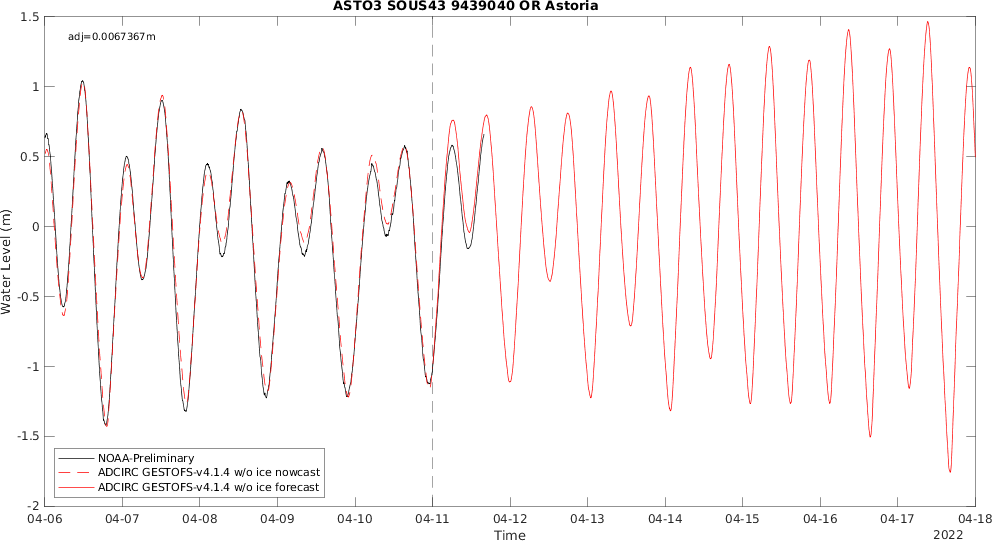 ASTO3 SOUS43 9439040 OR Astoria
adj=0.0067367m
1.5
1
0.5
0
-0.5
-1
-1.5
-2
Water Level (m)
NOAA-Preliminary
ADCIRC GESTOFS-v4.1.4 w/o ice nowcast
ADCIRC GESTOFS-v4.1.4 w/o ice forecast
04-06 04-07 04-08 04-09 04-10 04-11 04-12 04-13 04-14 04-15 04-16 04-17 04-18
Time
2022